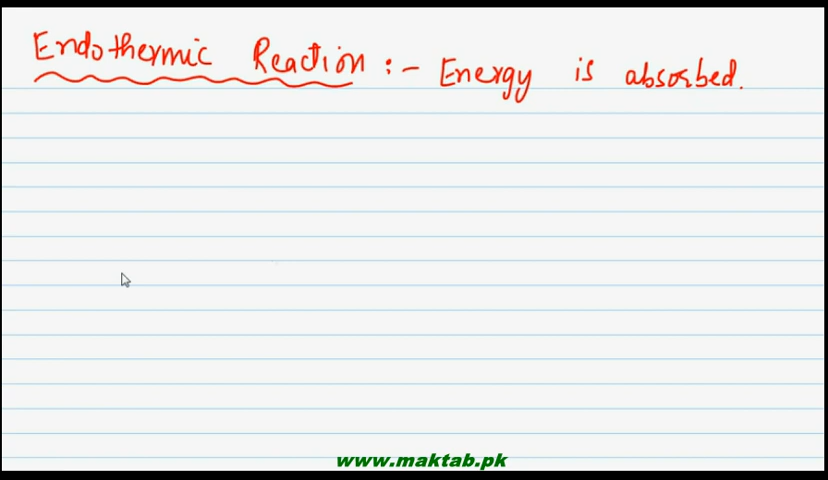 Endothermic Reaction :- Energy is absorbed.
www.maktab.pk